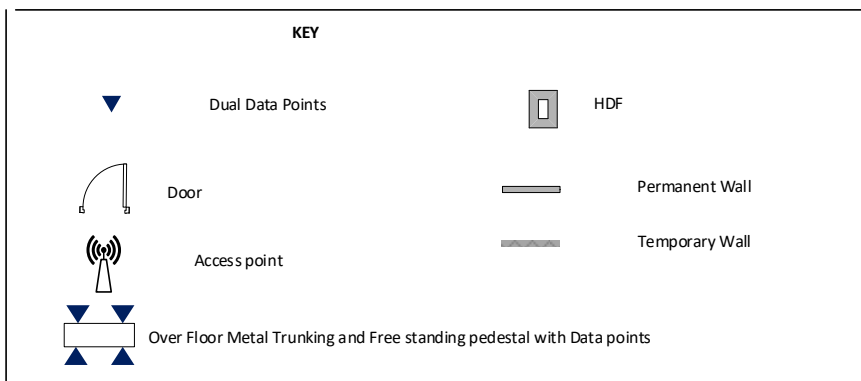 KEY
Dual Data Points
HDF
Door
Permanent Wall
Access point
Temporary Wall
Over Floor Metal Trunking and Free standing pedestal with Data points